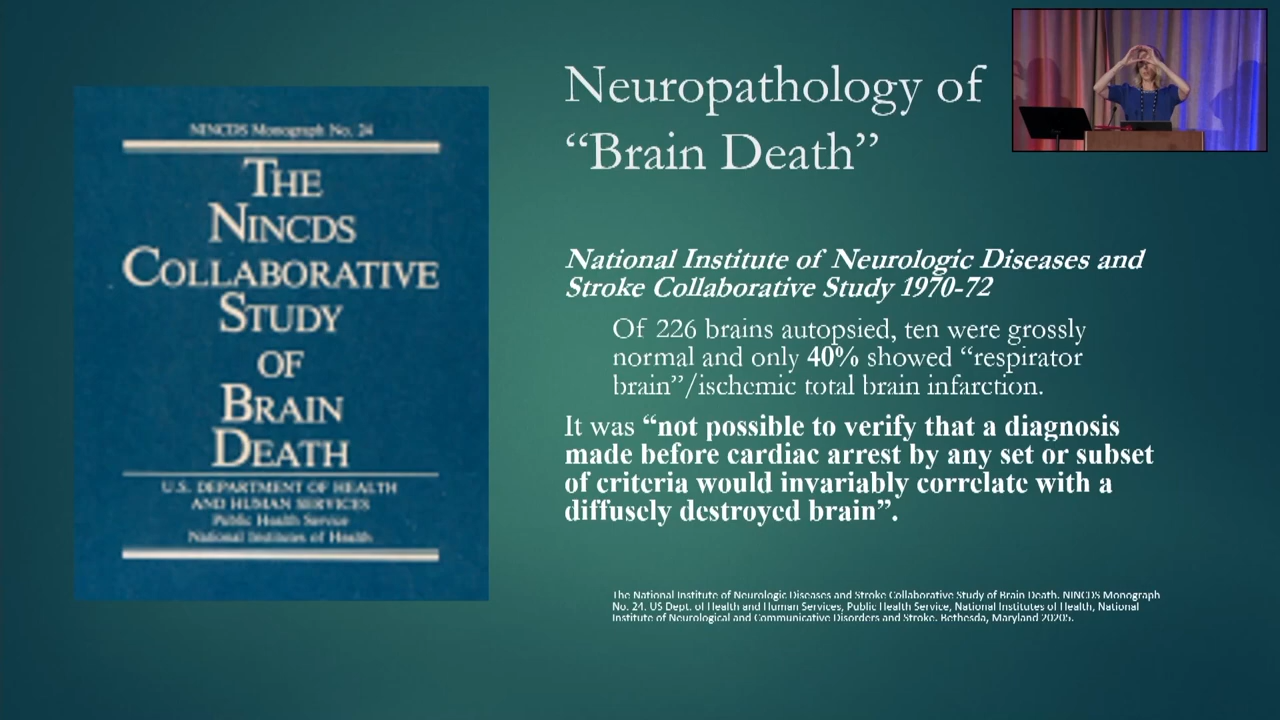 NINCDS Monograph No. 24
THE
NINCDS
COLLABORATIVE
STUDY
OF
BRAIN
DEATH
U.S. DEPARTMENT OF HEALTH
AND HUMAN SERVICES
Public Health Service
National Institutes of Health
Neuropathology of
“Brain Death”
National Institute of Neurologic Diseases and
Stroke Collaborative Study 1970-72
Of 226 brains autopsied, ten were grossly
normal and only 40% showed “respirator
brain”/ischemic total brain infarction.
It was “not possible to verify that a diagnosis
made before cardiac arrest by any set or subset
of criteria would invariably correlate with a
diffusely destroyed brain”.
The National Institute of Neurologic Diseases and Stroke Collaborative Study of Brain Death. NINCDS Monograph
No. 24. US Dept. of Health and Human Services, Public Health Service, National Institutes of Health, National
Institute of Neurological and Communicative Disorders and Stroke. Bethesda, Maryland 20205.